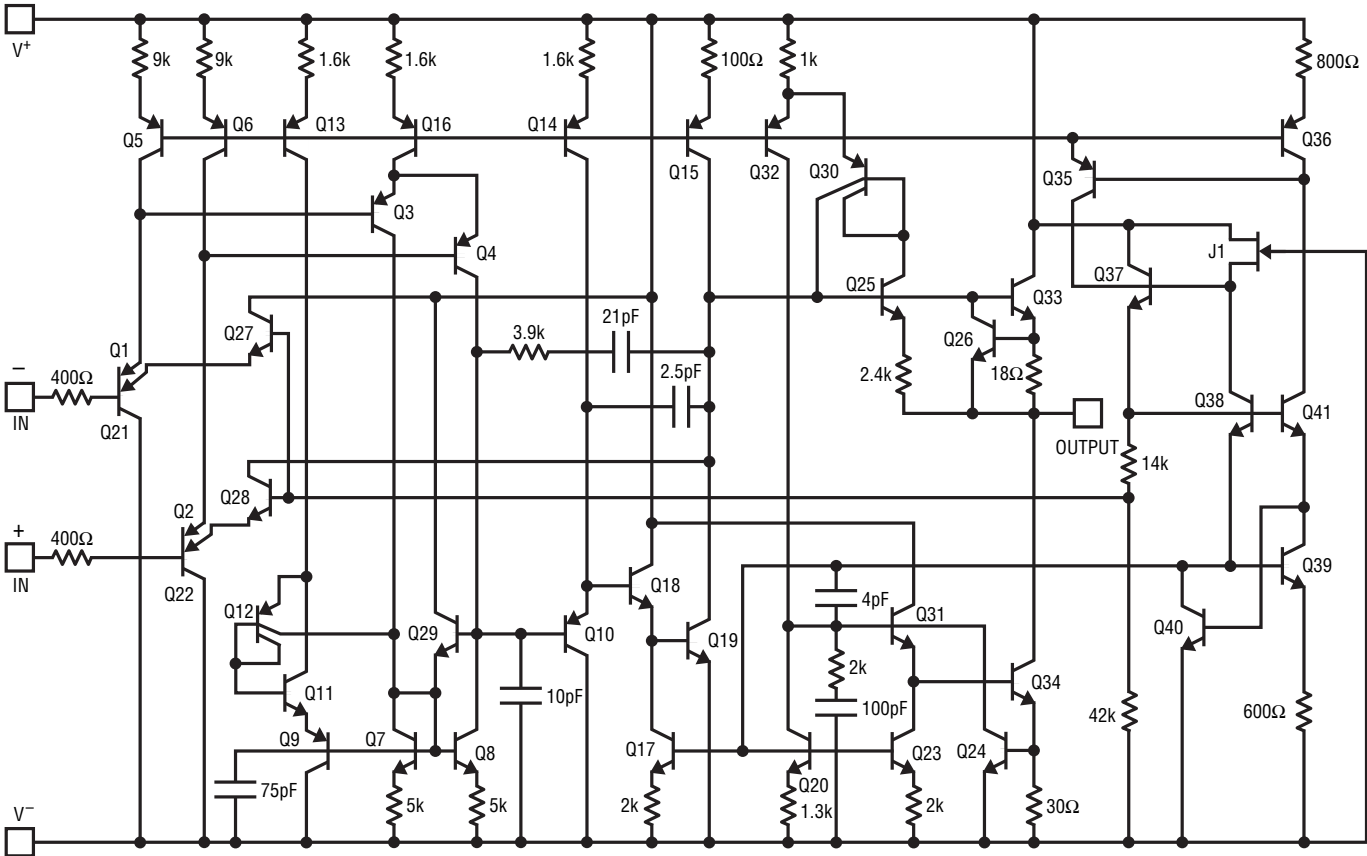 V+
9k
9k
1.6k
1.6k
1.6k
100Ω
1k
800Ω
Q5
Q6
Q13
Q16
Q14
Q15
Q32
Q30
Q35
Q36
Q3
Q4
J1
Q37
Q25
Q33
Q27
21pF
3.9k
Q26
Q1
2.5pF
2.4k
18Ω
–
400Ω
IN
Q21
Q38
Q41
OUTPUT
14k
Q28
Q2
+
400Ω
IN
Q22
Q18
Q39
Q12
Q29
Q10
Q19
4pF
Q31
Q40
2k
Q11
10pF
100pF
Q34
42k
600Ω
Q9
Q7
Q8
Q17
Q20
Q23
Q24
75pF
5k
5k
2k
1.3k
2k
30Ω
V–